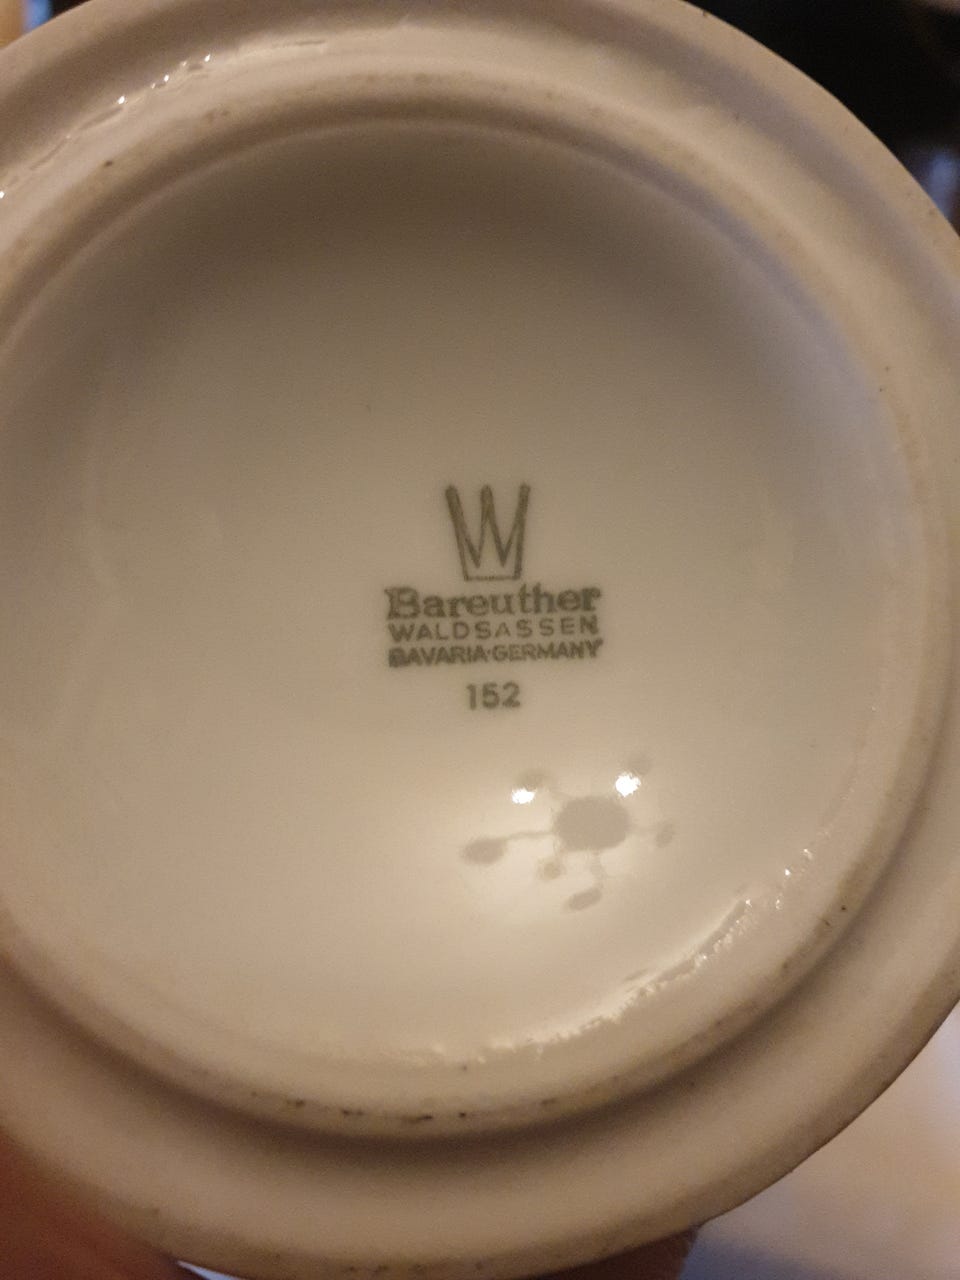 W
Bareuther
WALDSASSEN
BAVARIA·GERMANY
152